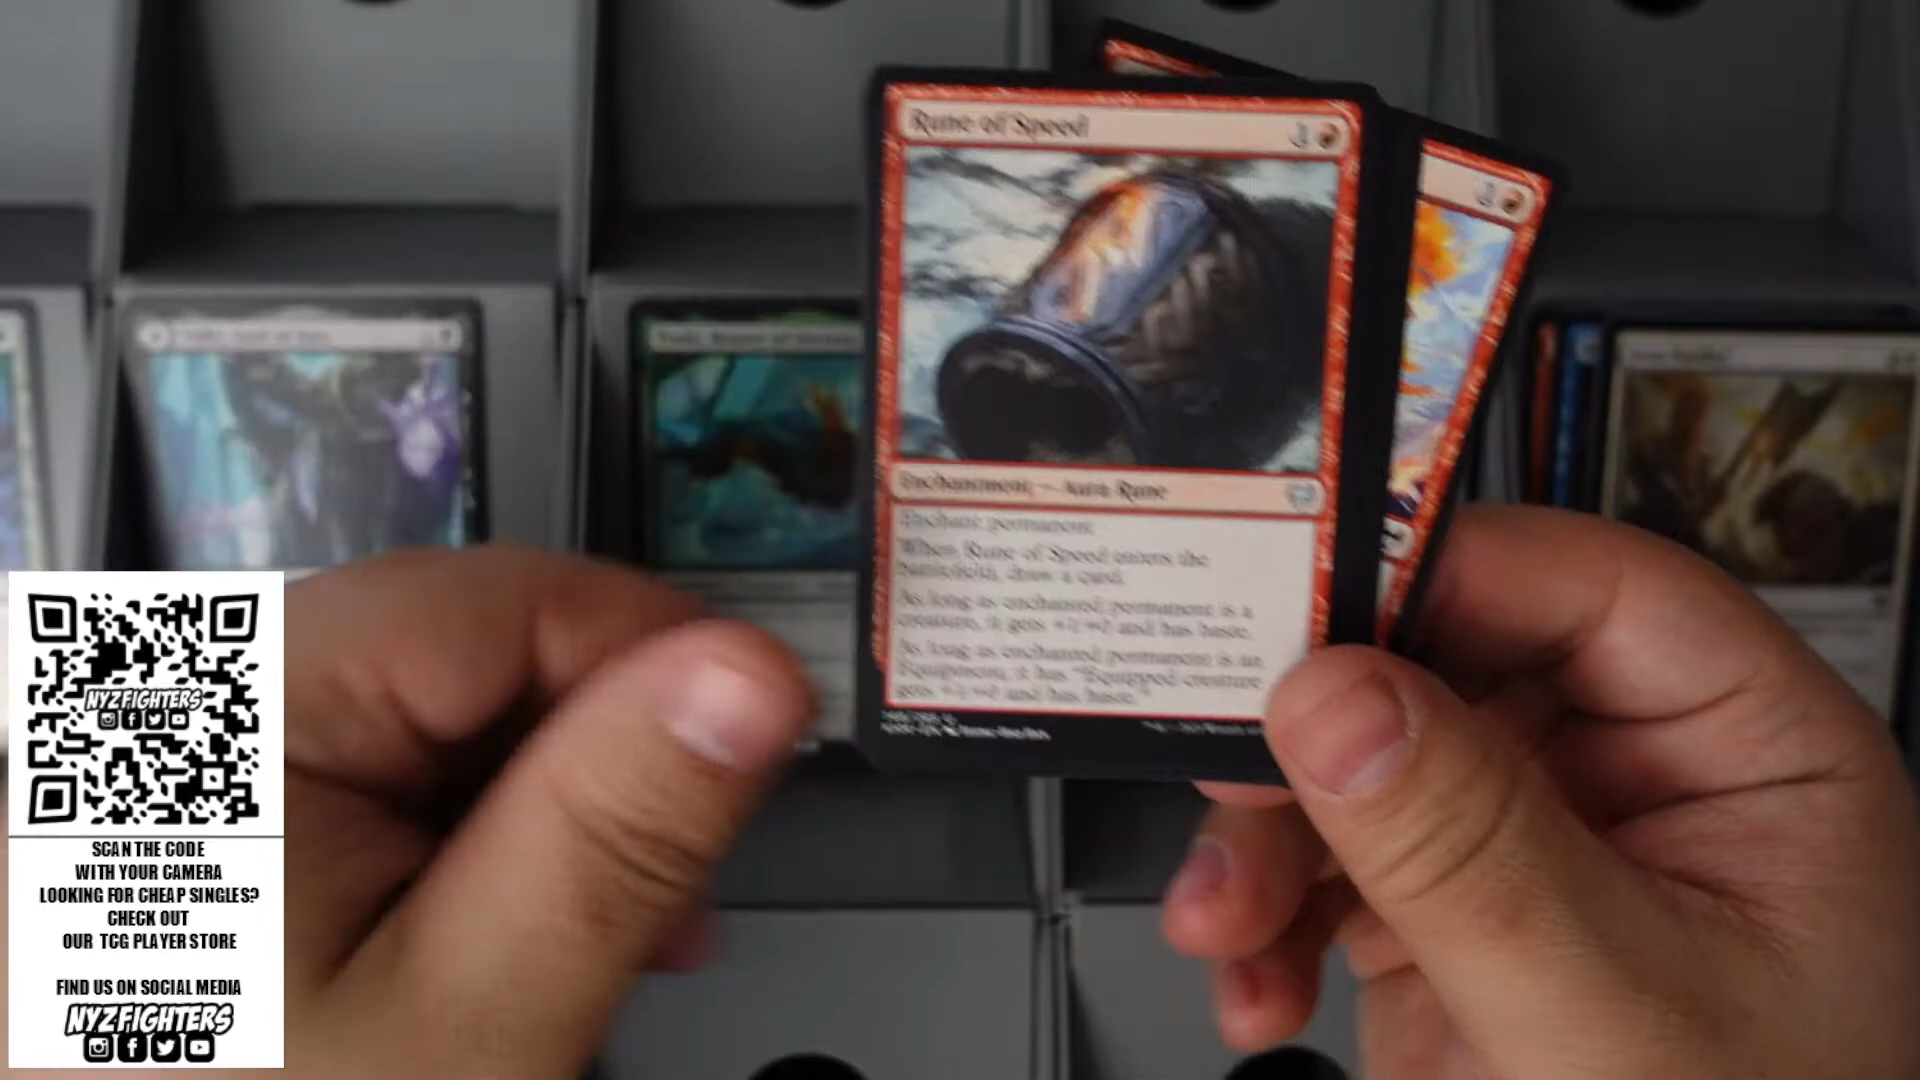 Rune of Speed
1
Enchantment — Aura Rune
Enchant permanent
When Rune of Speed enters the
battlefield, draw a card.
As long as enchanted permanent is a
creature, it gets +1/+0 and has haste.
As long as enchanted permanent is an
Equipment, it has "Equipped creature
gets +1/+0 and has haste."
1
NYZFIGHTERS
SCAN THE CODE
WITH YOUR CAMERA
LOOKING FOR CHEAP SINGLES?
CHECK OUT
OUR TCG PLAYER STORE
FIND US ON SOCIAL MEDIA
NYZFIGHTERS